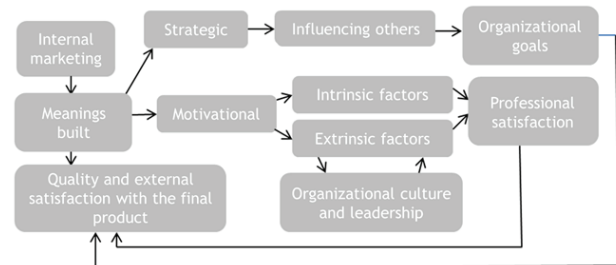 Internal
marketing
Strategic
Influencing others
Organizational
goals
Meanings
built
Motivational
Intrinsic factors
Extrinsic factors
Professional
satisfaction
Quality and external
satisfaction with the final
product
Organizational culture
and leadership